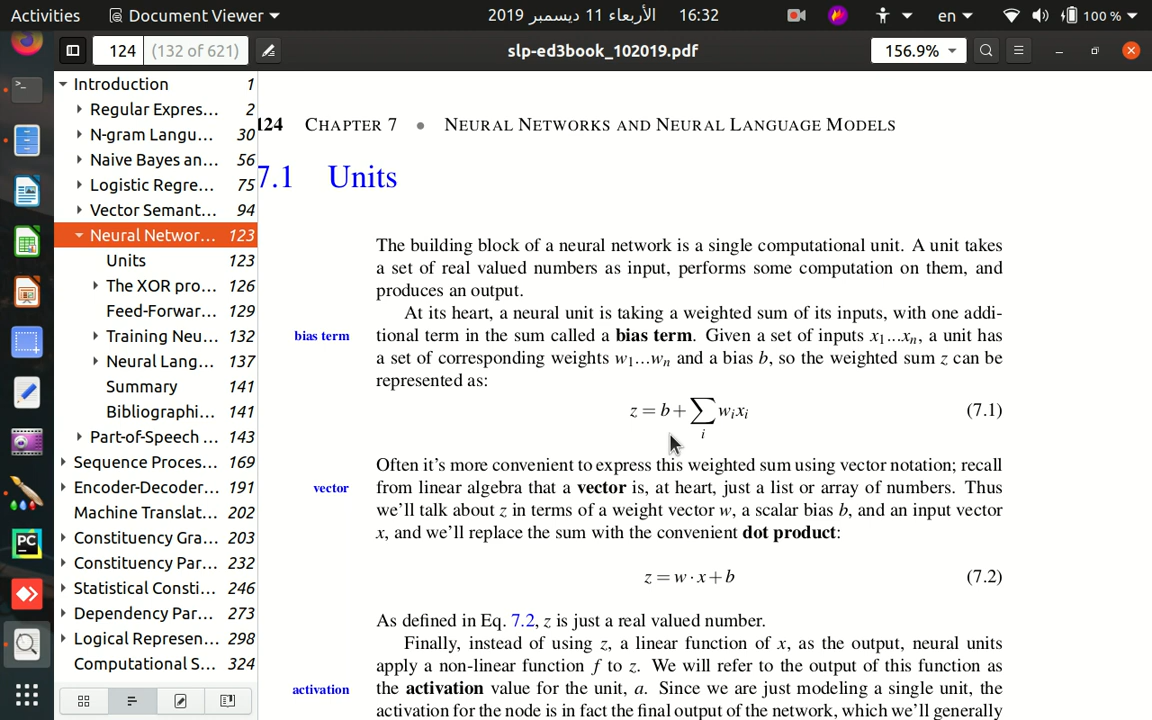 Activities Document Viewer الأربعاء 11 ديسمبر 2019 16:32 en 100 %
124 (132 of 621) slp-ed3book_102019.pdf 156.9%
Introduction 1
Regular Expres... 2
N-gram Langu... 30
Naive Bayes an... 56
Logistic Regre... 75
Vector Semant... 94
Neural Networ... 123
Units 123
The XOR pro... 126
Feed-Forwar... 129
Training Neu... 132
Neural Lang... 137
Summary 141
Bibliographi... 141
Part-of-Speech ... 143
Sequence Proces... 169
Encoder-Decoder... 191
Machine Translat... 202
Constituency Gra... 203
Constituency Par... 232
Statistical Consti... 246
Dependency Par... 273
Logical Represen... 298
Computational S... 324
PC
124 CHAPTER 7 • NEURAL NETWORKS AND NEURAL LANGUAGE MODELS
7.1 Units
The building block of a neural network is a single computational unit. A unit takes
a set of real valued numbers as input, performs some computation on them, and
produces an output.
At its heart, a neural unit is taking a weighted sum of its inputs, with one addi-
bias term tional term in the sum called a bias term. Given a set of inputs x₁...xₙ, a unit has
a set of corresponding weights w₁...wₙ and a bias b, so the weighted sum z can be
represented as:
z = b + ∑ᵢ wᵢxᵢ (7.1)
Often it's more convenient to express this weighted sum using vector notation; recall
vector from linear algebra that a vector is, at heart, just a list or array of numbers. Thus
we'll talk about z in terms of a weight vector w, a scalar bias b, and an input vector
x, and we'll replace the sum with the convenient dot product:
z = w · x + b (7.2)
As defined in Eq. 7.2, z is just a real valued number.
Finally, instead of using z, a linear function of x, as the output, neural units
apply a non-linear function f to z. We will refer to the output of this function as
activation the activation value for the unit, a. Since we are just modeling a single unit, the
activation for the node is in fact the final output of the network, which we'll generally